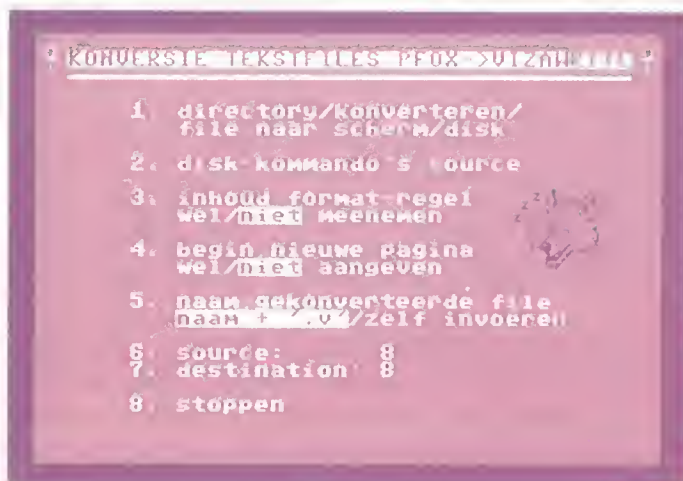 KONVERSIE TEKSTFILES PFOX->VIZAW
1. directory/konverteren/
file naar scherm/disk
2. disk-kommando's source
3. inhoud format-regel
wel/niet meenemen
4. begin nieuwe pagina
wel/niet aangeven
5. naam gekonverteerde file
naam + ".v"/zelf invoeren
6. source: 8
7. destination: 8
8. stoppen